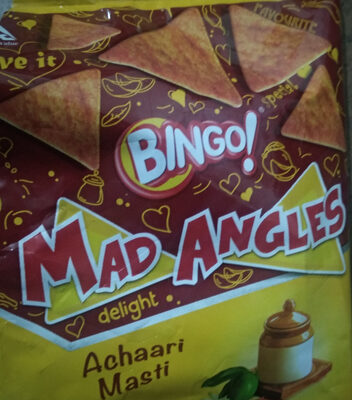 FAVOURITE
ve it
BINGO!
MAD ANGLES
delight
Achaari
Masti